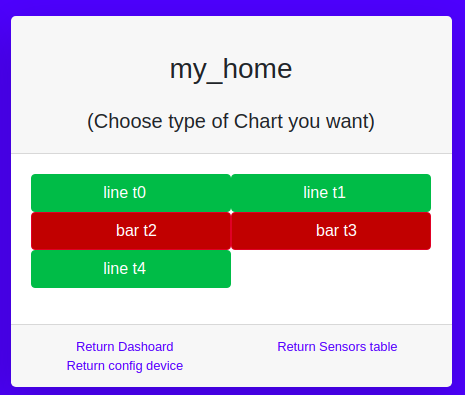 my_home
(Choose type of Chart you want)
line t0 line t1
bar t2 bar t3
line t4
Return Dashoard Return Sensors table
Return config device